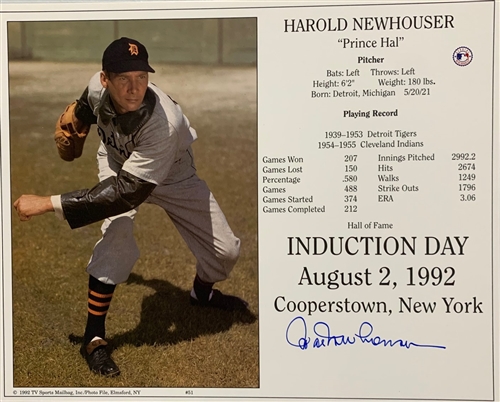 HAROLD NEWHOUSER
“Prince Hal”
Pitcher
Bats: Left Throws: Left
Height: 6'2" Weight: 180 lbs.
Born: Detroit, Michigan 5/20/21
Playing Record
1939–1953 Detroit Tigers
1954–1955 Cleveland Indians
Games Won 207 Innings Pitched 2992.2
Games Lost 150 Hits 2674
Percentage .580 Walks 1249
Games 488 Strike Outs 1796
Games Started 374 ERA 3.06
Games Completed 212
Hall of Fame
INDUCTION DAY
August 2, 1992
Cooperstown, New York
© 1992 TV Sports Mailbag, Inc./Photo File, Elmsford, NY #51